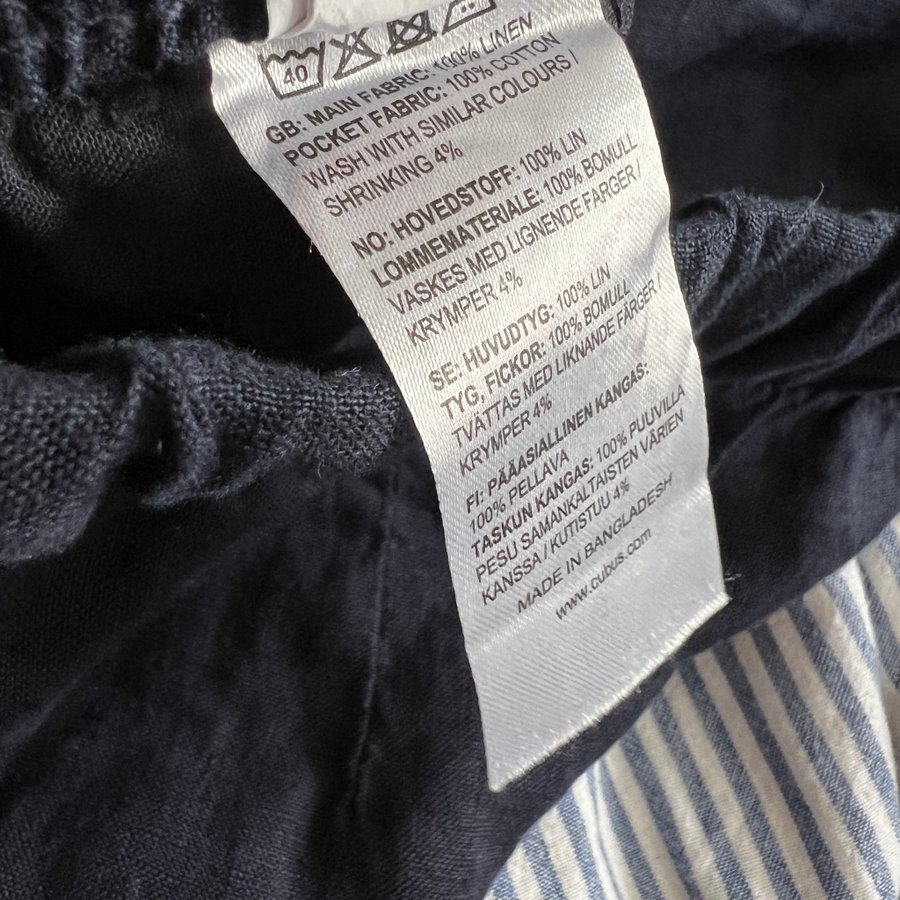 40
GB: MAIN FABRIC: 100% LINEN
POCKET FABRIC: 100% COTTON
WASH WITH SIMILAR COLOURS /
SHRINKING 4%
NO: HOVEDSTOFF: 100% LIN
LOMMEMATERIALE: 100% BOMULL
VASKES MED LIGNENDE FARGER /
KRYMPER 4%
SE: HUVUDTYG: 100% LIN
TYG, FICKOR: 100% BOMULL
TVÄTTAS MED LIKNANDE FÄRGER /
KRYMPER 4%
FI: PÄÄASIALLINEN KANGAS:
100% PELLAVA
TASKUN KANGAS: 100% PUUVILLA
PESU SAMANKALTAISTEN VÄRIEN
KANSSA / KUTISTUU 4%
MADE IN BANGLADESH
www.cubus.com